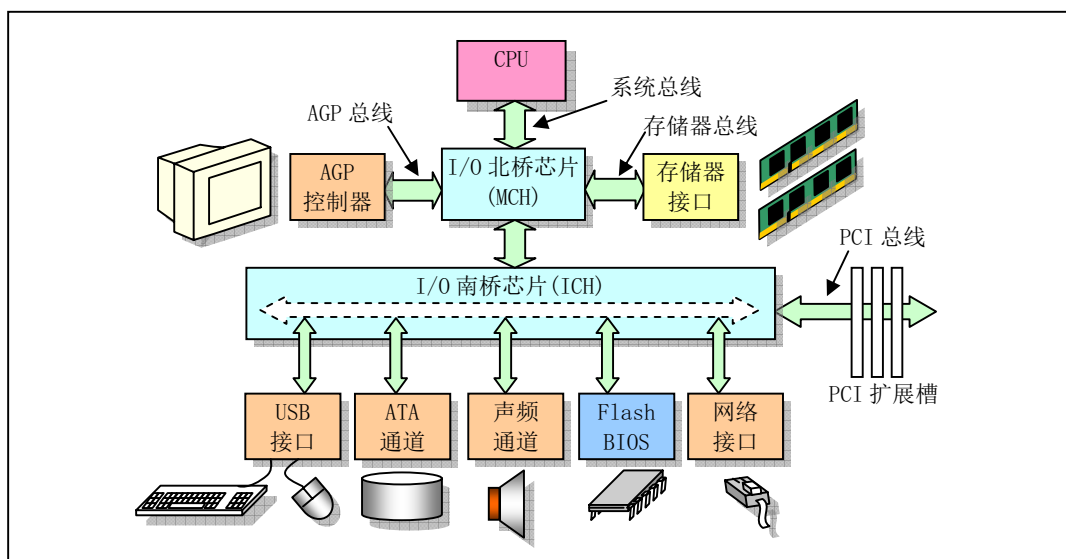 CPU
系统总线
AGP 总线
存储器总线
AGP
控制器
I/O 北桥芯片
(MCH)
存储器
接口
PCI 总线
I/O 南桥芯片(ICH)
PCI 扩展槽
USB
接口
ATA
通道
声频
通道
Flash
BIOS
网络
接口